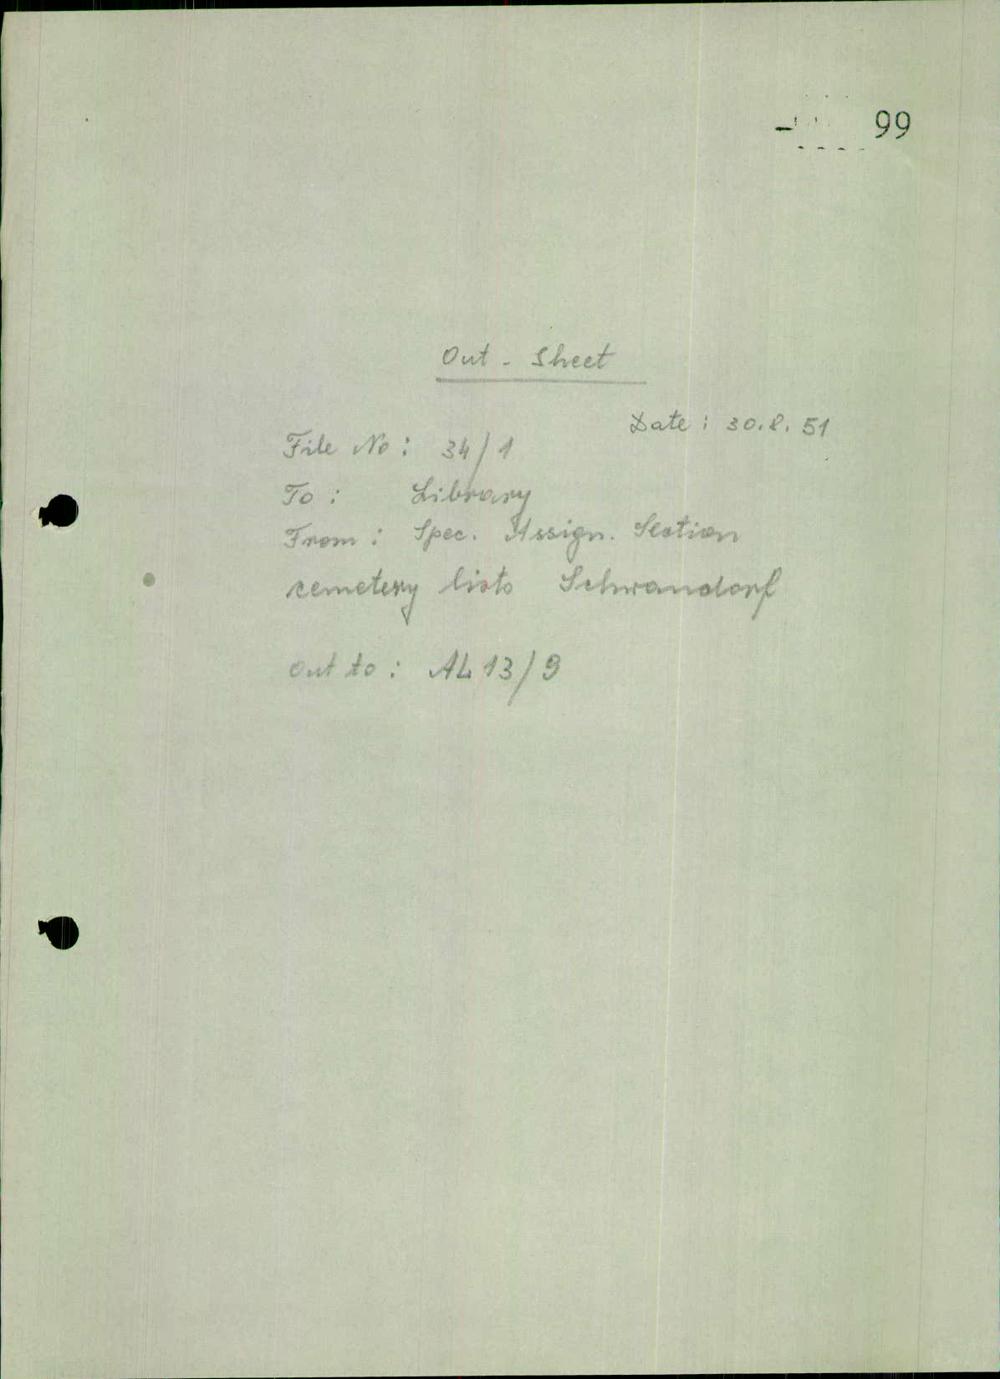 99
Out - Sheet
Date : 30.8.51
File No : 34/1
To : Library
From : Spec. Assign. Section
cemetery lists Schwandorf
out to : AL 13/9